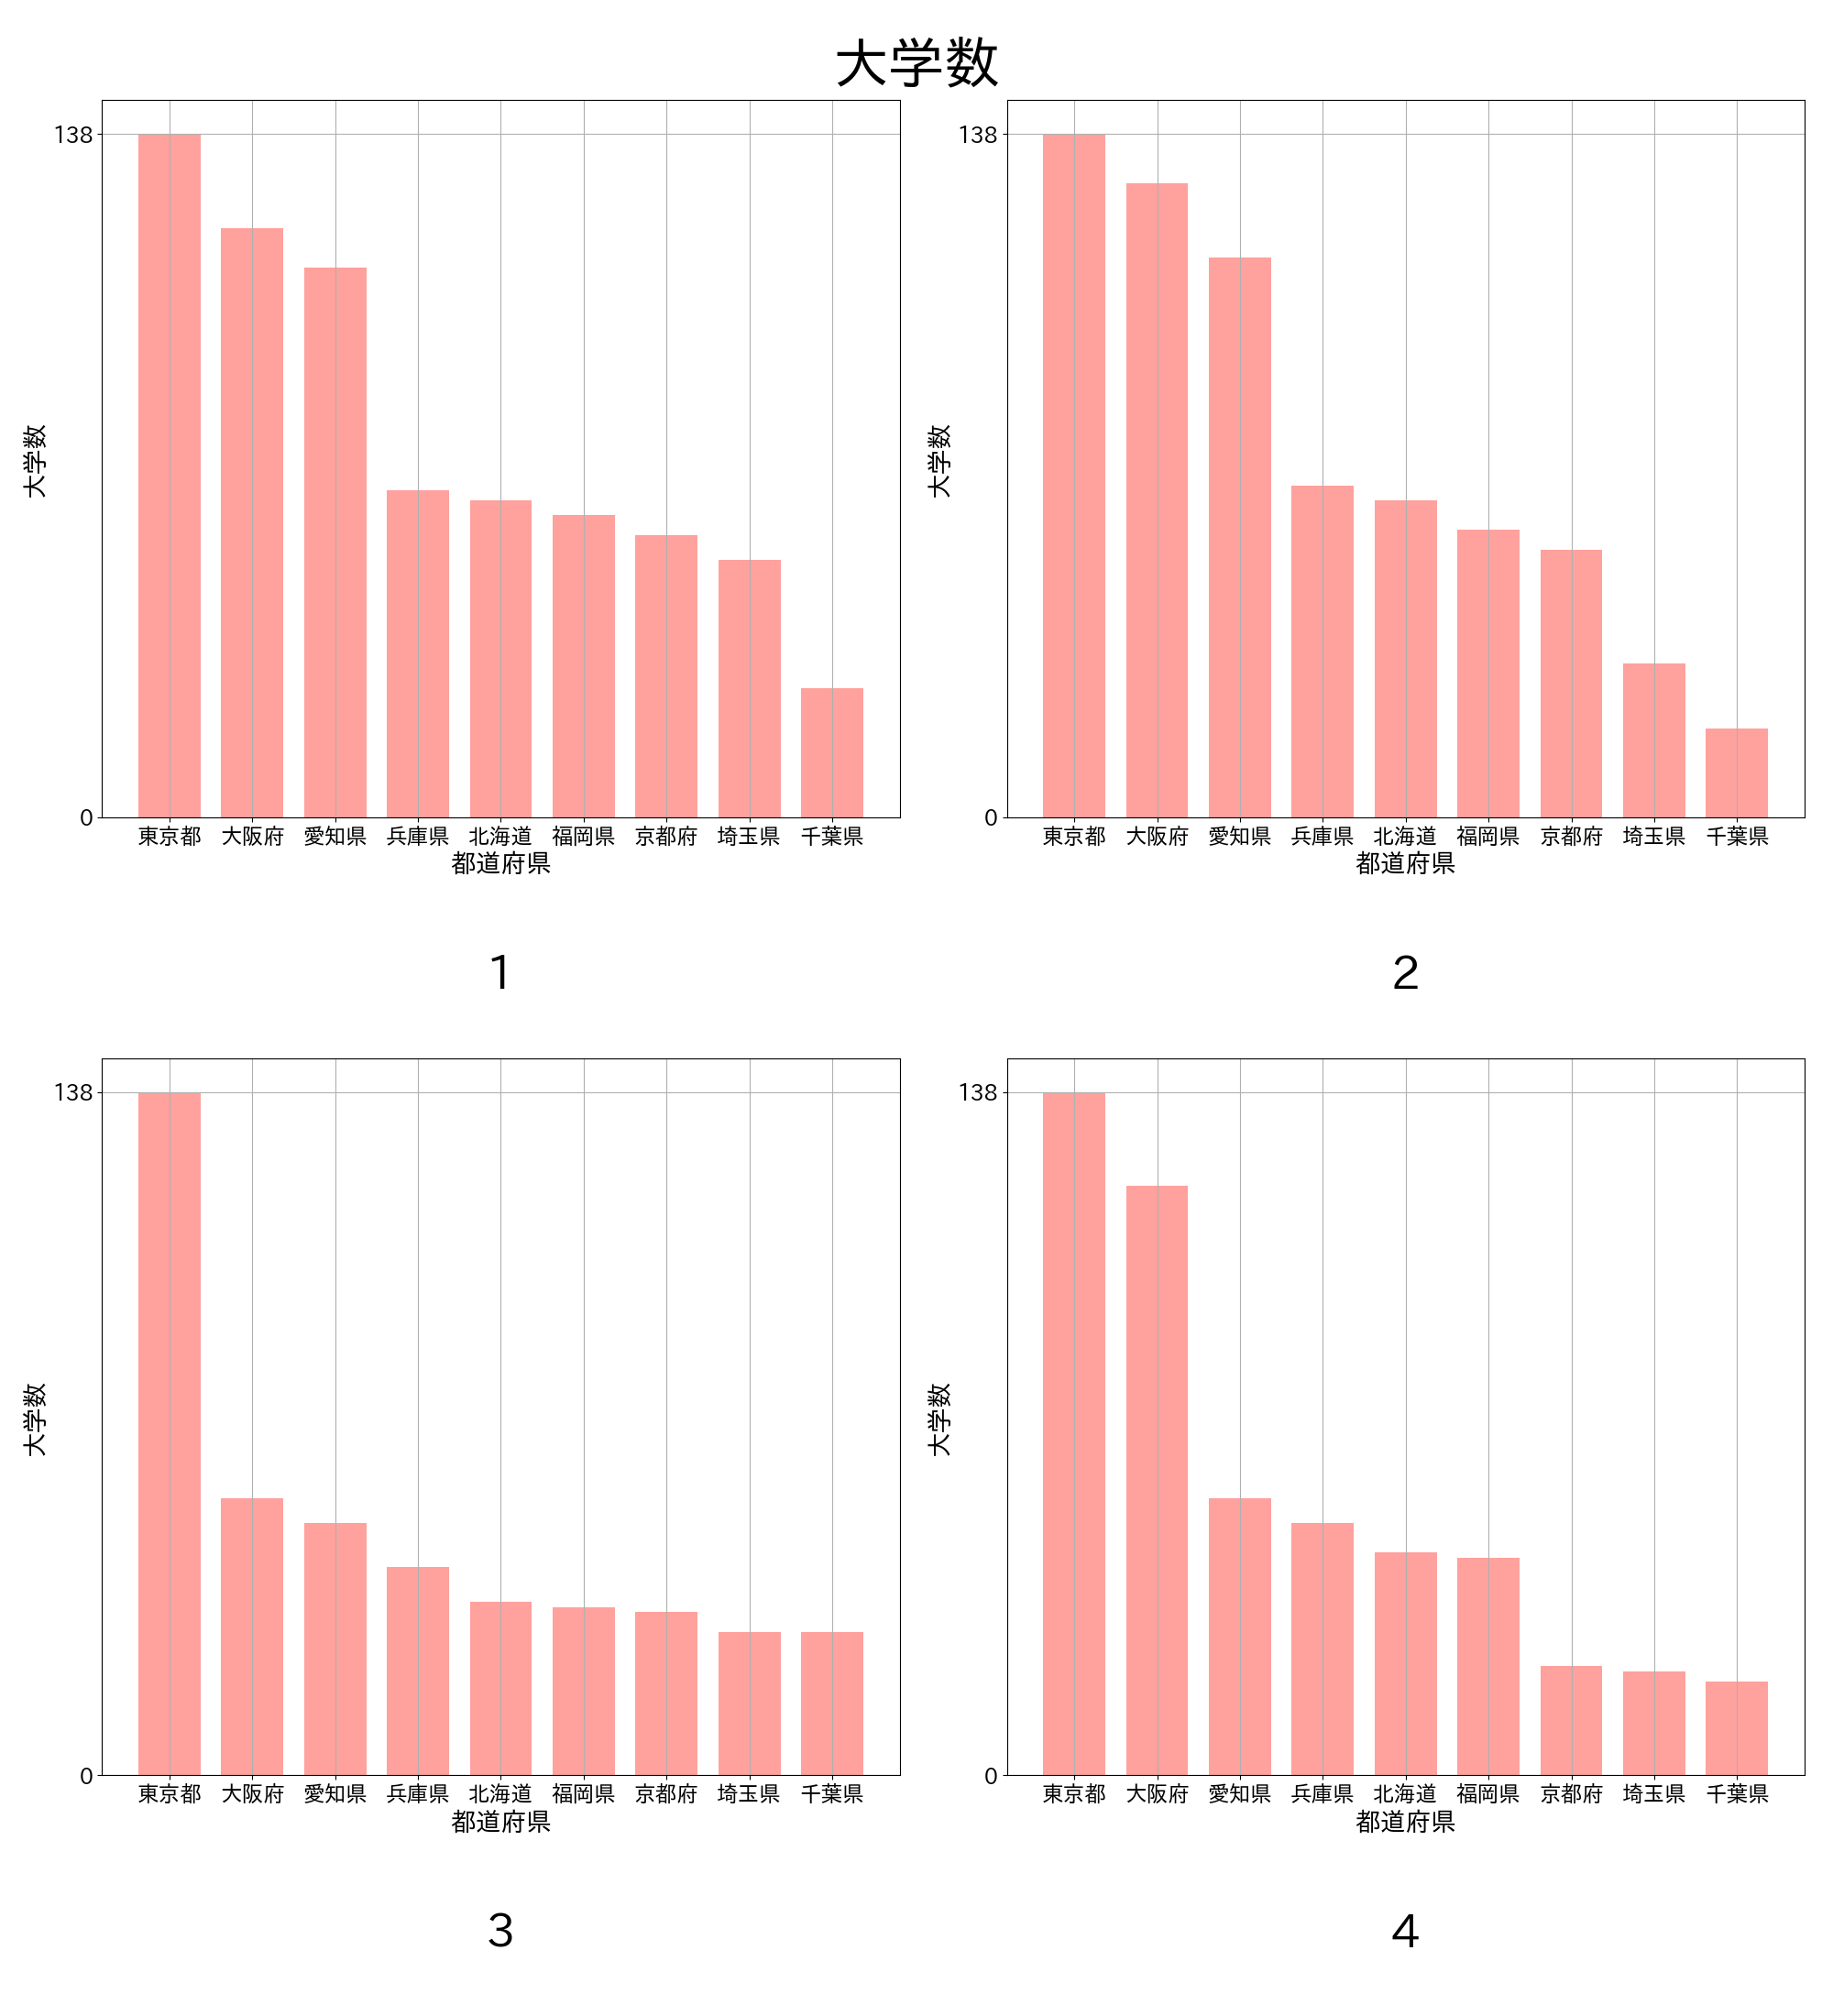 大学数
138
0
大学数
東京都 大阪府 愛知県 兵庫県 北海道 福岡県 京都府 埼玉県 千葉県
都道府県
1
138
0
大学数
東京都 大阪府 愛知県 兵庫県 北海道 福岡県 京都府 埼玉県 千葉県
都道府県
2
138
0
大学数
東京都 大阪府 愛知県 兵庫県 北海道 福岡県 京都府 埼玉県 千葉県
都道府県
3
138
0
大学数
東京都 大阪府 愛知県 兵庫県 北海道 福岡県 京都府 埼玉県 千葉県
都道府県
4